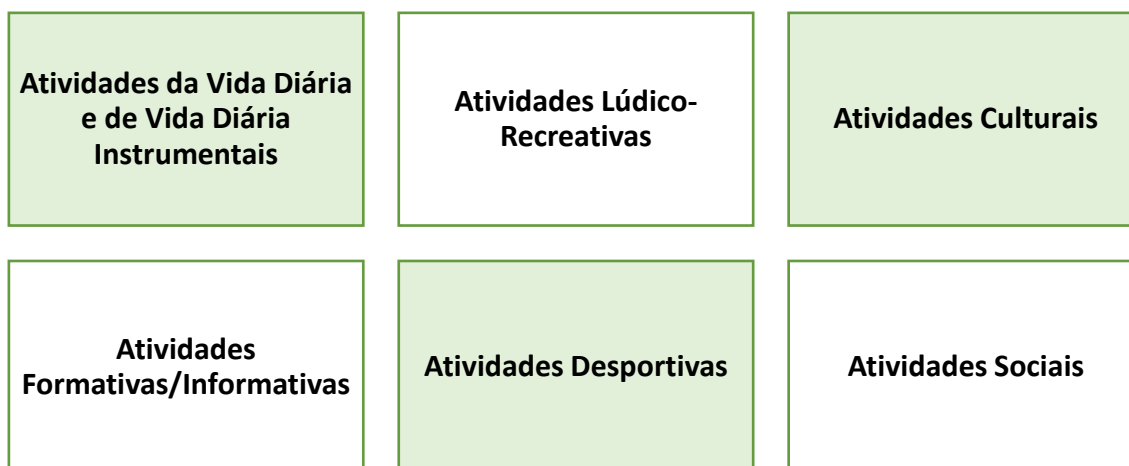 Atividades da Vida Diária
e de Vida Diária
Instrumentais
Atividades Lúdico-
Recreativas
Atividades Culturais
Atividades
Formativas/Informativas
Atividades Desportivas
Atividades Sociais